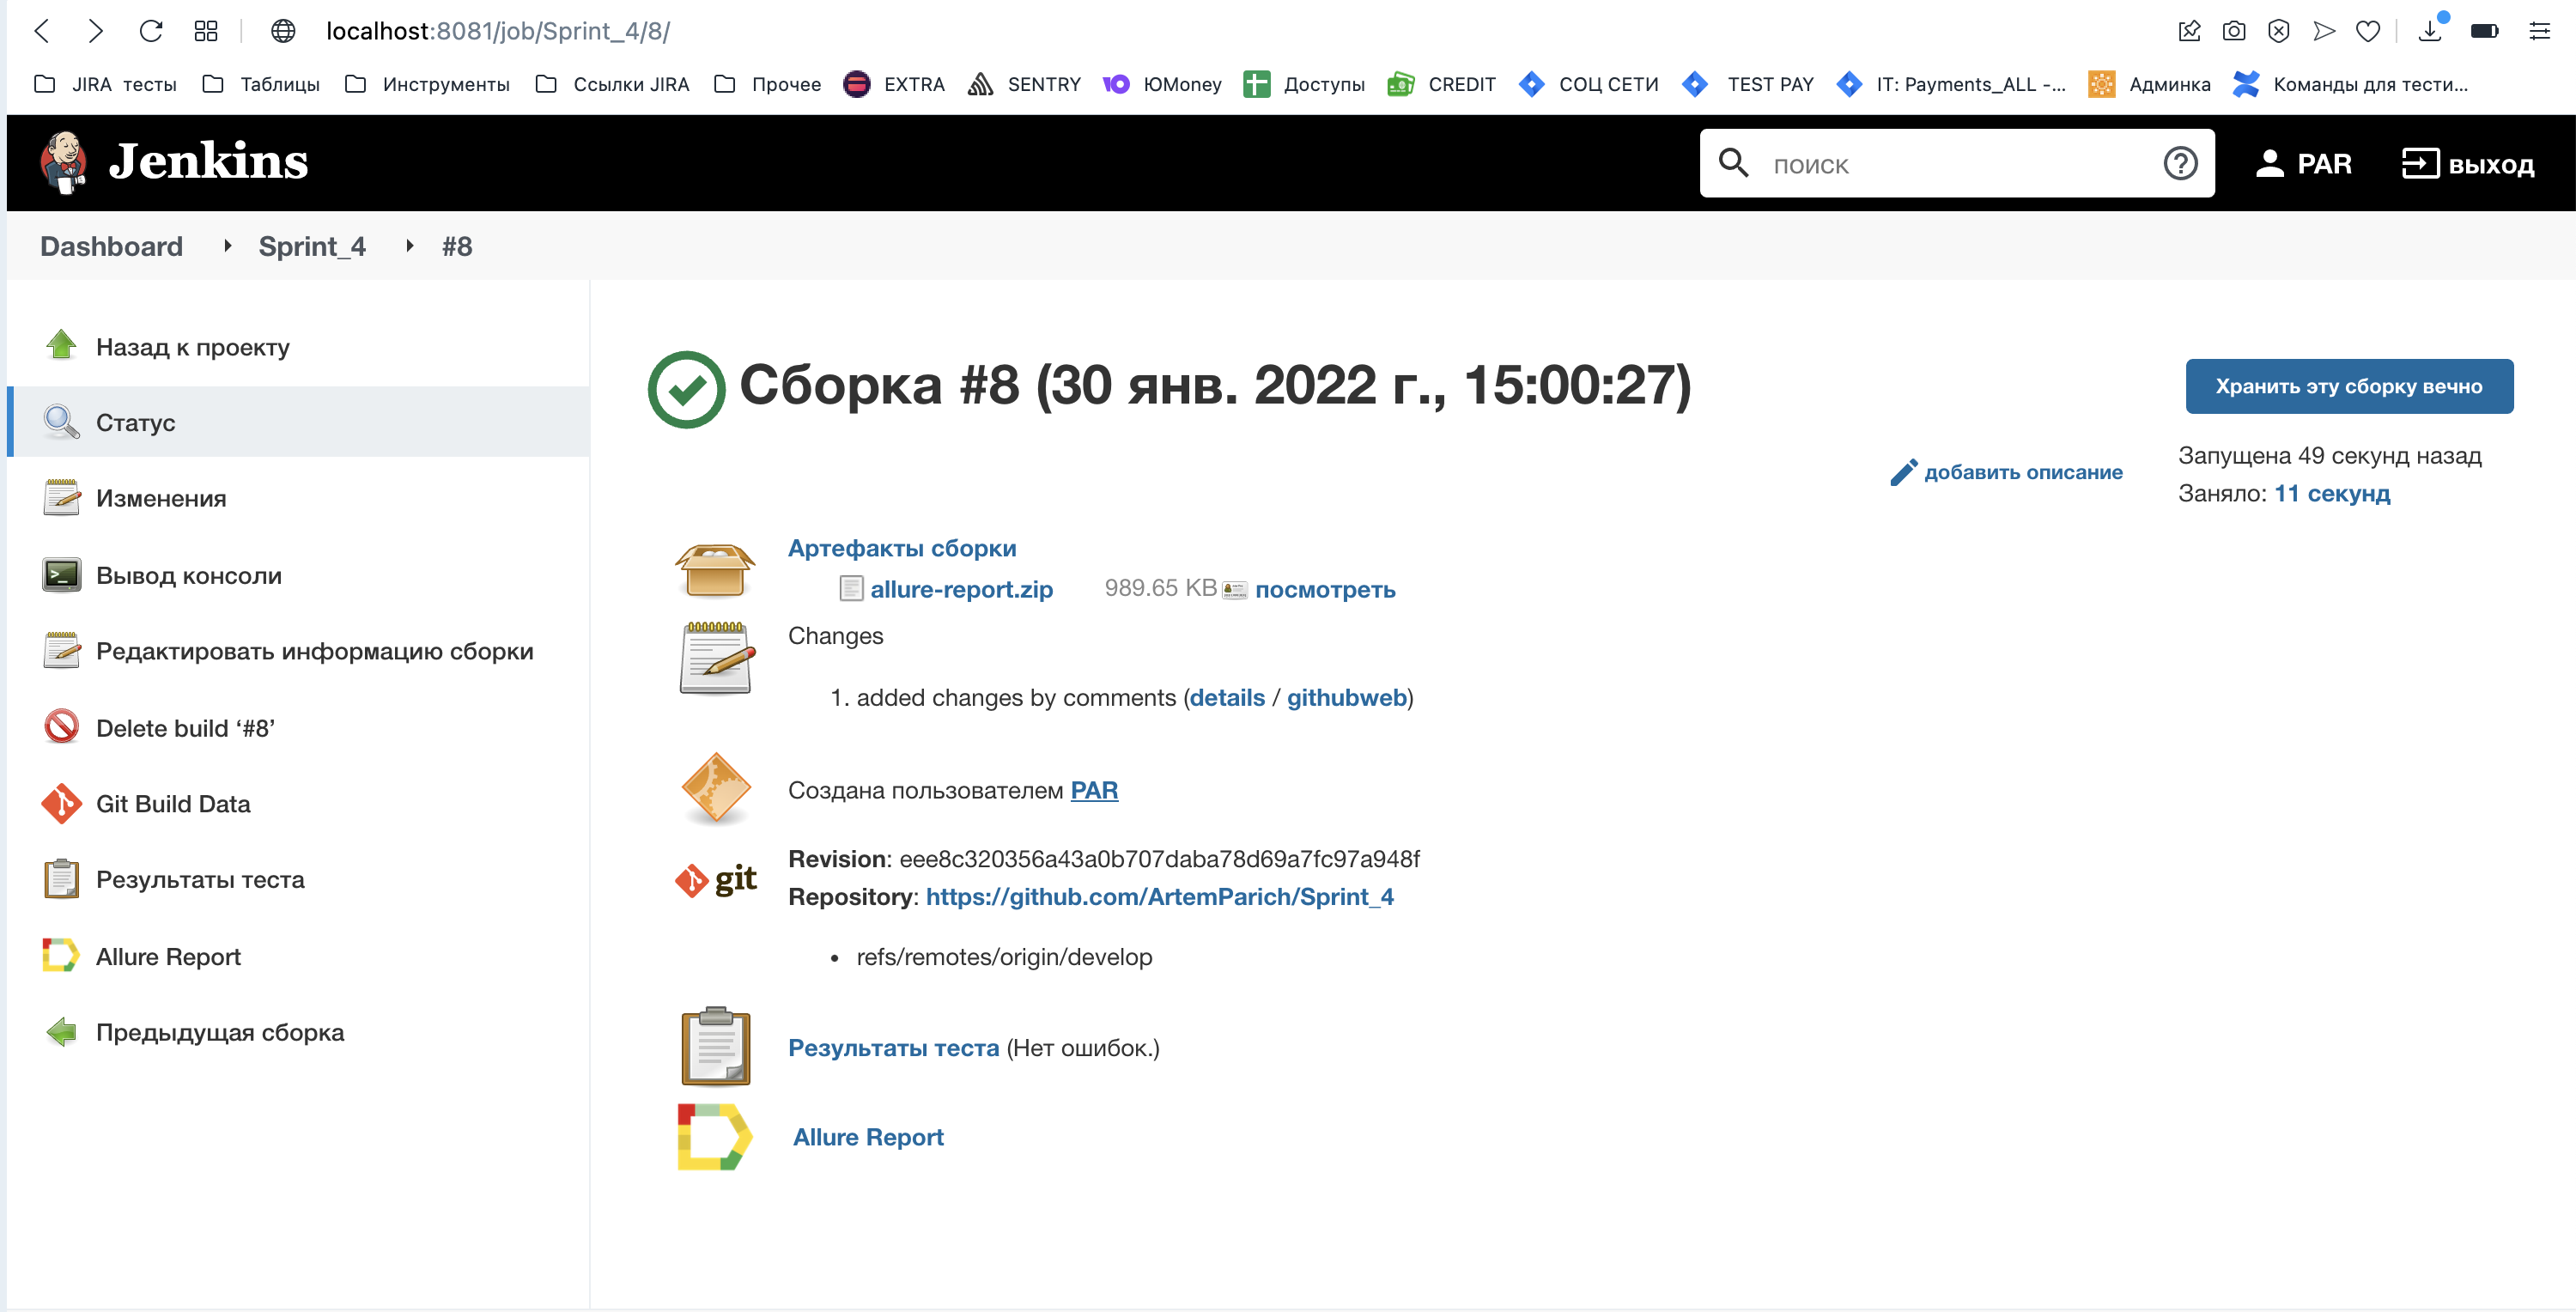 localhost:8081/job/Sprint_4/8/
JIRA тесты Таблицы Инструменты Ссылки JIRA Прочее EXTRA SENTRY ЮMoney Доступы CREDIT СОЦ СЕТИ TEST PAY IT: Payments_ALL -... Админка Команды для тести...
Jenkins поиск PAR выход
Dashboard Sprint_4 #8
Назад к проекту
Статус
Изменения
Вывод консоли
Редактировать информацию сборки
Delete build ‘#8’
Git Build Data
Результаты теста
Allure Report
Предыдущая сборка
Сборка #8 (30 янв. 2022 г., 15:00:27)
Хранить эту сборку вечно
добавить описание
Запущена 49 секунд назад
Заняло: 11 секунд
Артефакты сборки
allure-report.zip 989.65 KB посмотреть
Changes
1. added changes by comments (details / githubweb)
Создана пользователем PAR
git
Revision: eee8c320356a43a0b707daba78d69a7fc97a948f
Repository: https://github.com/ArtemParich/Sprint_4
• refs/remotes/origin/develop
Результаты теста (Нет ошибок.)
Allure Report